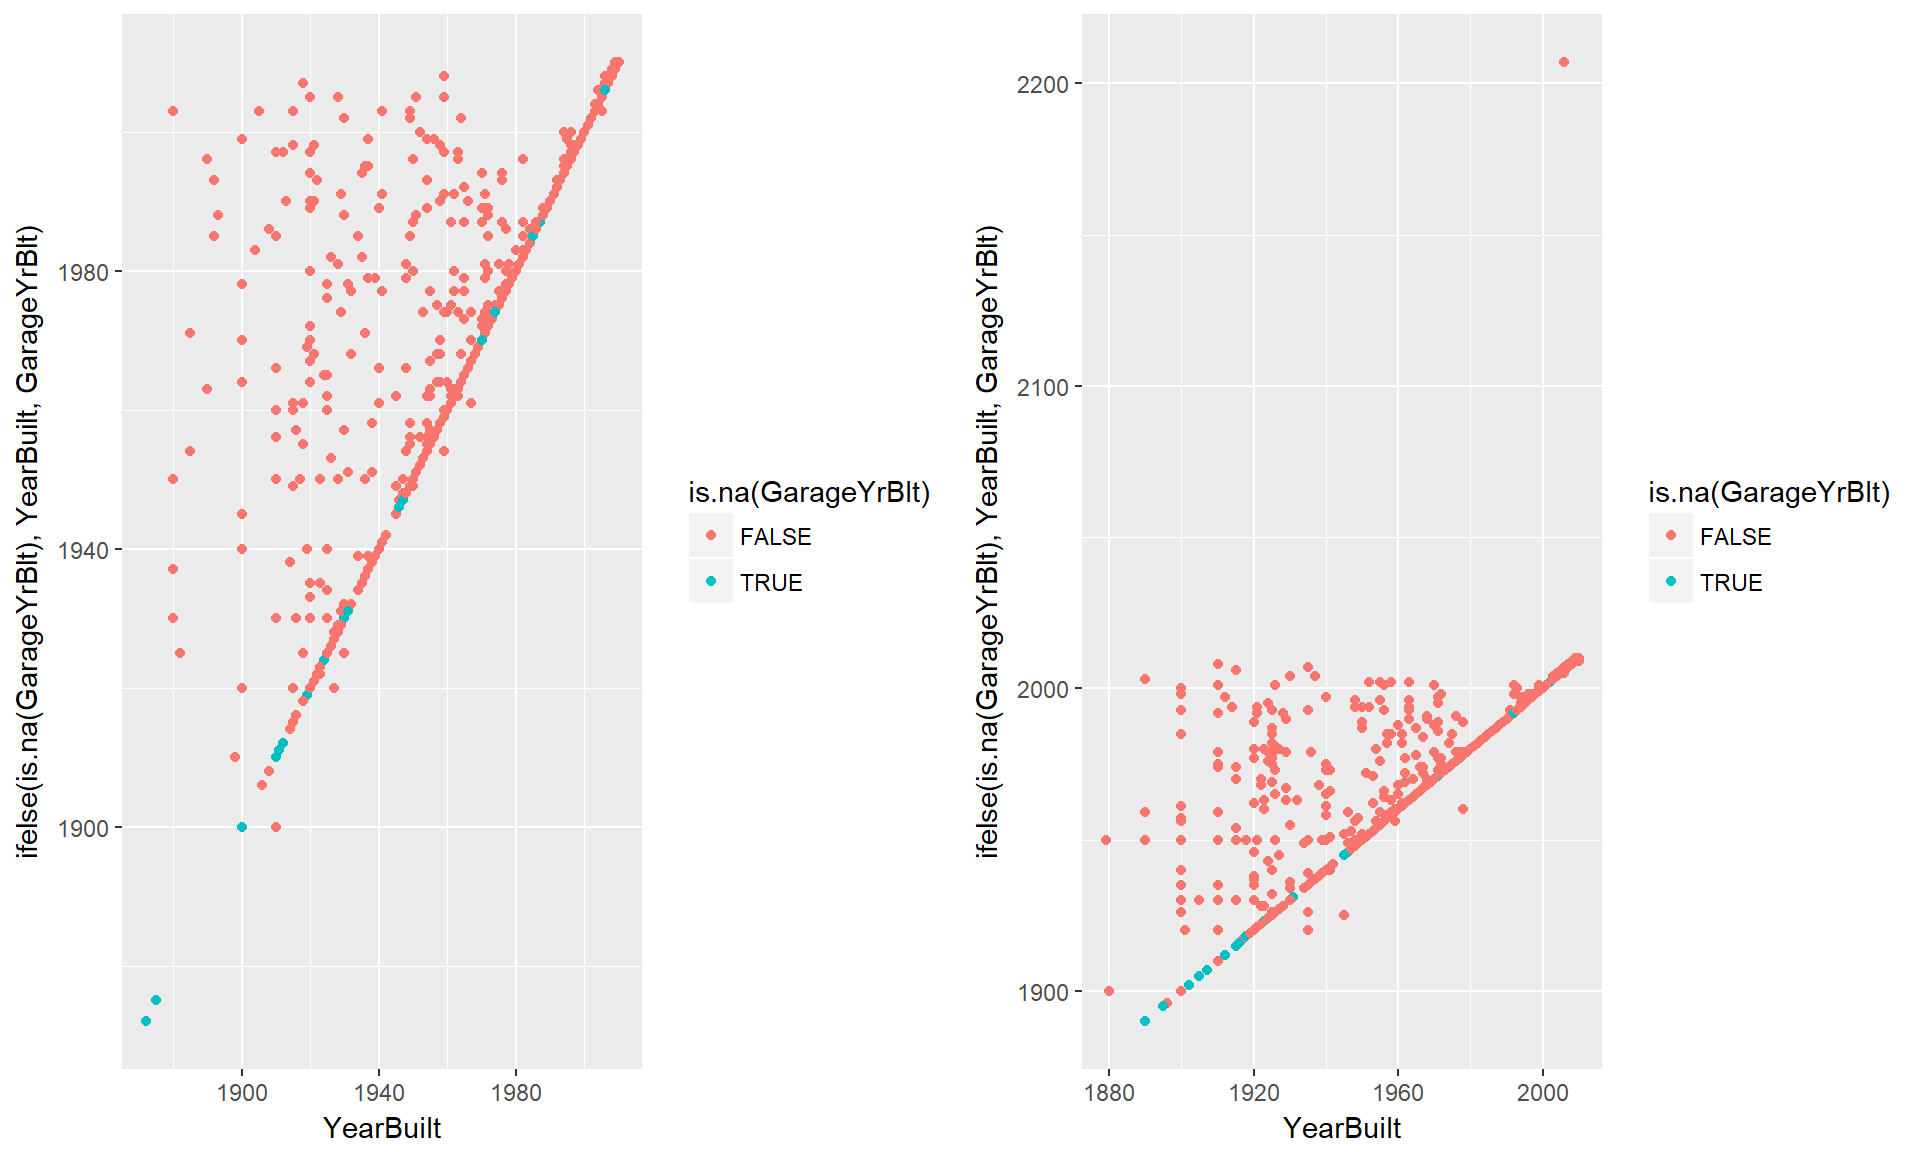 ifelse(is.na(GarageYrBlt), YearBuilt, GarageYrBlt)
1980
1940
1900
1900
1940
1980
YearBuilt
is.na(GarageYrBlt)
FALSE
TRUE
ifelse(is.na(GarageYrBlt), YearBuilt, GarageYrBlt)
2200
2100
2000
1900
1880
1920
1960
2000
YearBuilt
is.na(GarageYrBlt)
FALSE
TRUE